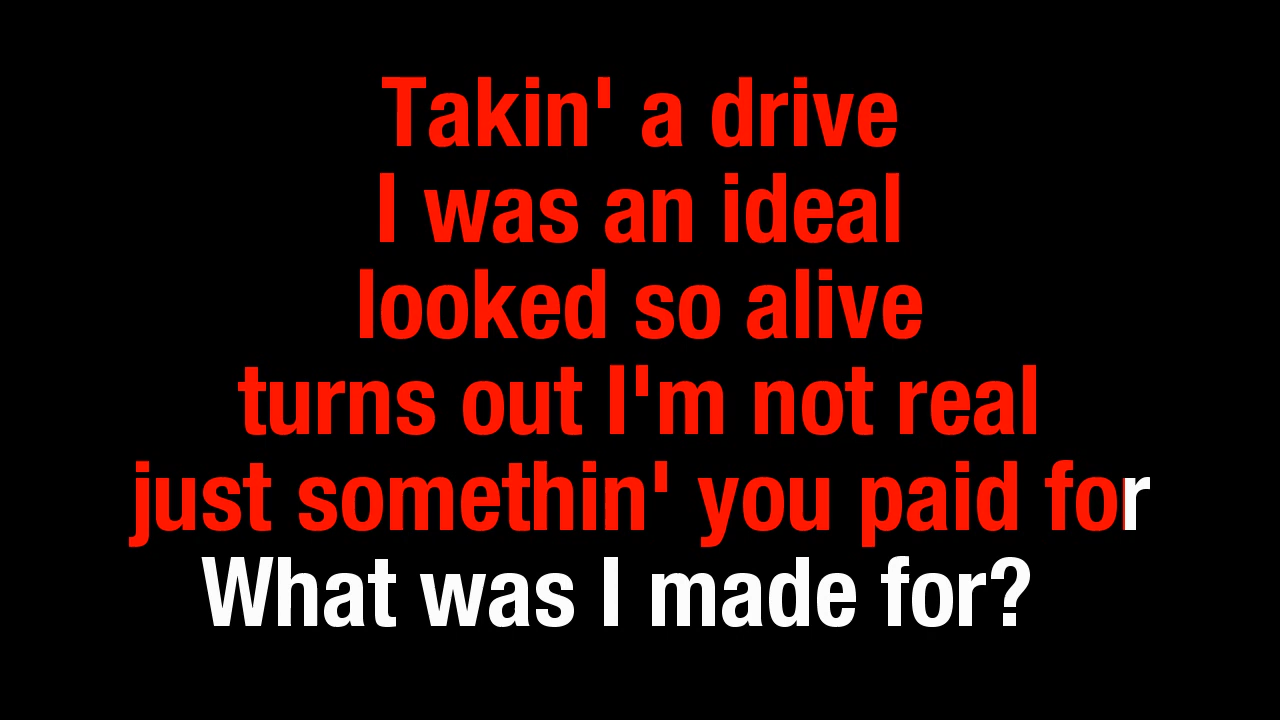 Takin' a drive
I was an ideal
looked so alive
turns out I'm not real
just somethin' you paid for
What was I made for?